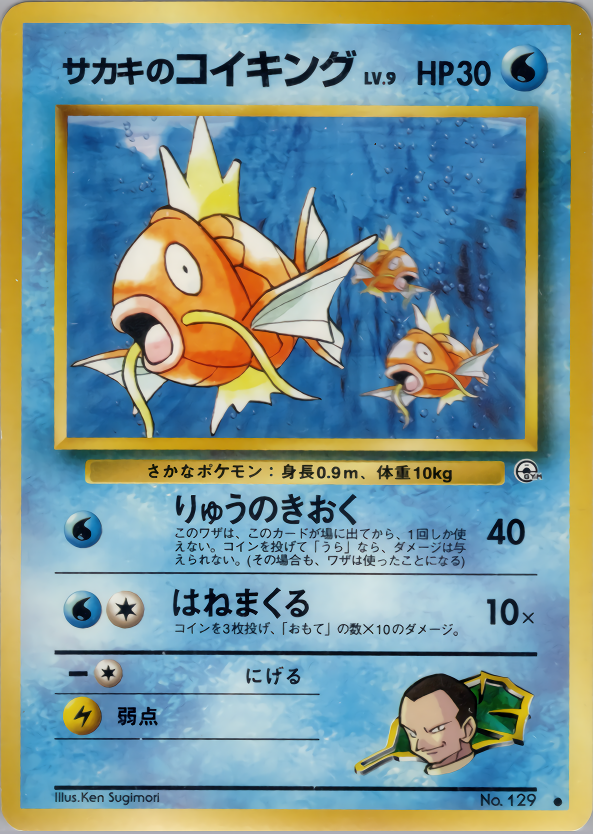 サカキのコイキング LV.9 HP30
さかなポケモン：身長0.9m、体重10kg
GYM
りゅうのきおく 40
このワザは、このカードが場に出てから、1回しか使
えない。コインを投げて「うら」なら、ダメージは与
えられない。(その場合も、ワザは使ったことになる)
はねまくる 10×
コインを3枚投げ、「おもて」の数×10のダメージ。
− にげる
弱点
Illus.Ken Sugimori No. 129 ●